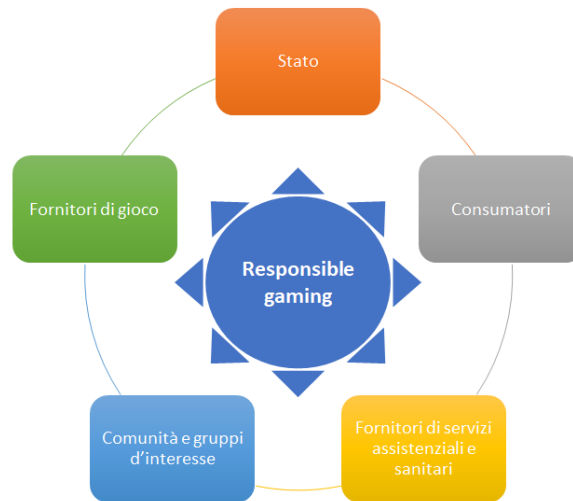 Stato
Fornitori di gioco
Consumatori
Responsible
gaming
Comunità e gruppi
d'interesse
Fornitori di servizi
assistenziali e
sanitari